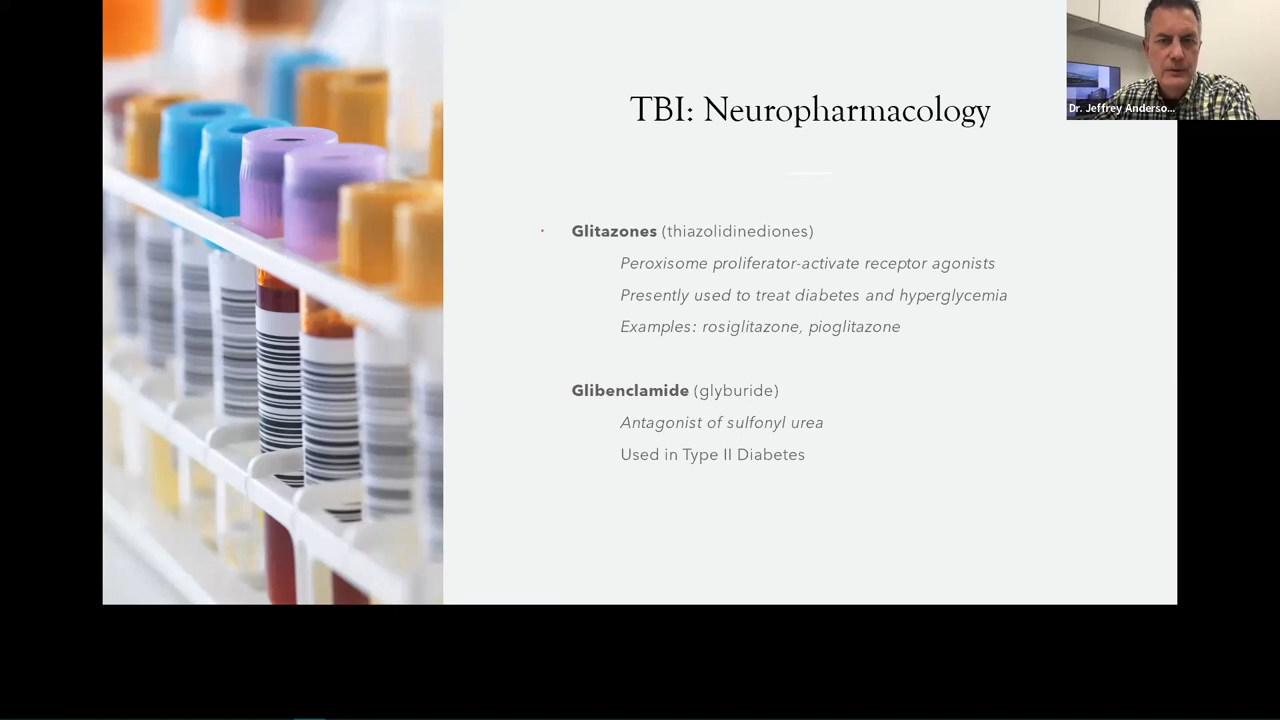 TBI: Neuropharmacology
Dr. Jeffrey Anderso...
Glitazones (thiazolidinediones)
Peroxisome proliferator-activate receptor agonists
Presently used to treat diabetes and hyperglycemia
Examples: rosiglitazone, pioglitazone
Glibenclamide (glyburide)
Antagonist of sulfonyl urea
Used in Type II Diabetes